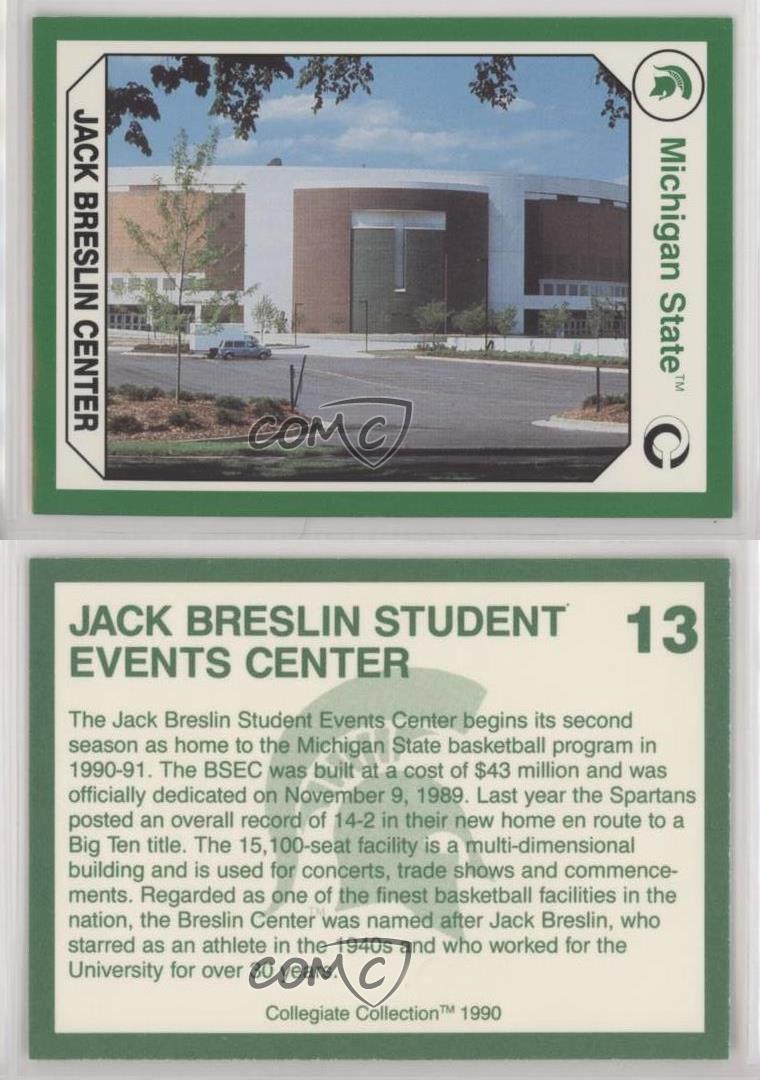 Michigan State™
JACK BRESLIN CENTER
COMC
JACK BRESLIN STUDENT
EVENTS CENTER
13
The Jack Breslin Student Events Center begins its second
season as home to the Michigan State basketball program in
1990-91. The BSEC was built at a cost of $43 million and was
officially dedicated on November 9, 1989. Last year the Spartans
posted an overall record of 14-2 in their new home en route to a
Big Ten title. The 15,100-seat facility is a multi-dimensional
building and is used for concerts, trade shows and commence-
ments. Regarded as one of the finest basketball facilities in the
nation, the Breslin Center was named after Jack Breslin, who
starred as an athlete in the 1940s and who worked for the
University for over 30 years.
COMC
Collegiate Collection™ 1990